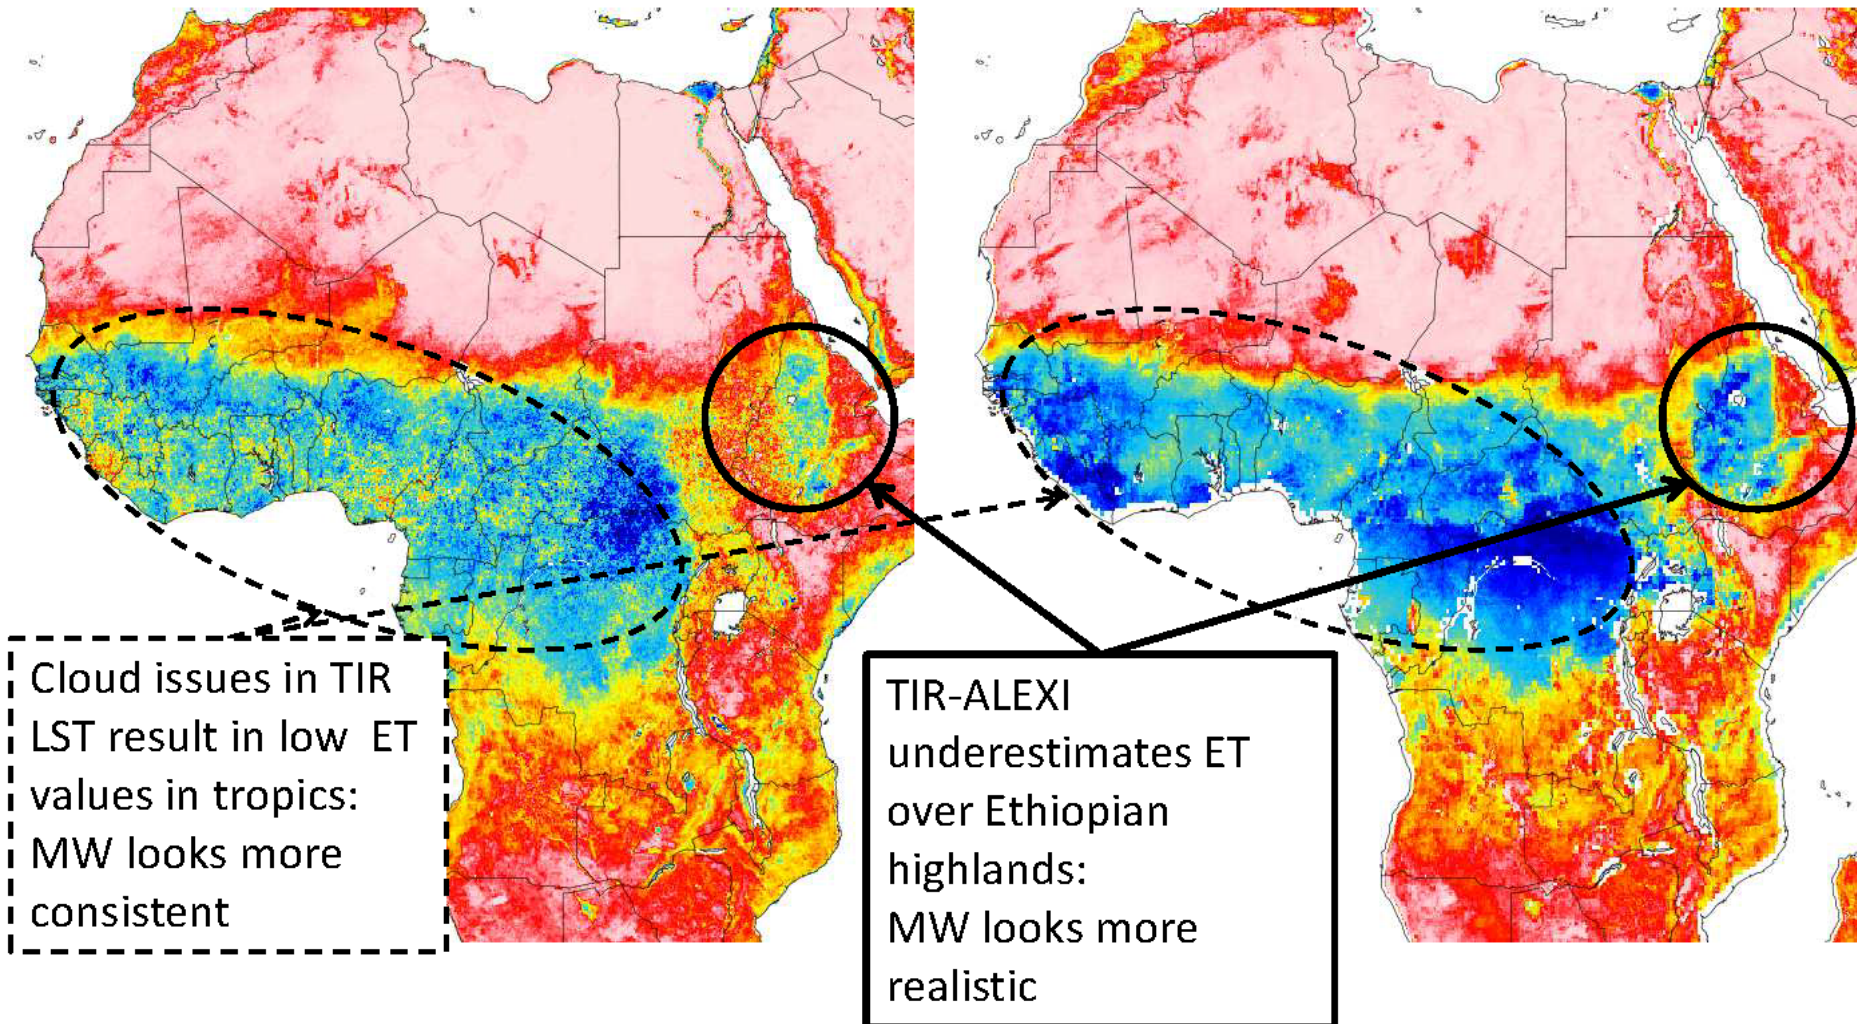 Cloud issues in TIR
LST result in low  ET
values in tropics:
MW looks more
consistent
TIR-ALEXI
underestimates ET
over Ethiopian
highlands:
MW looks more
realistic